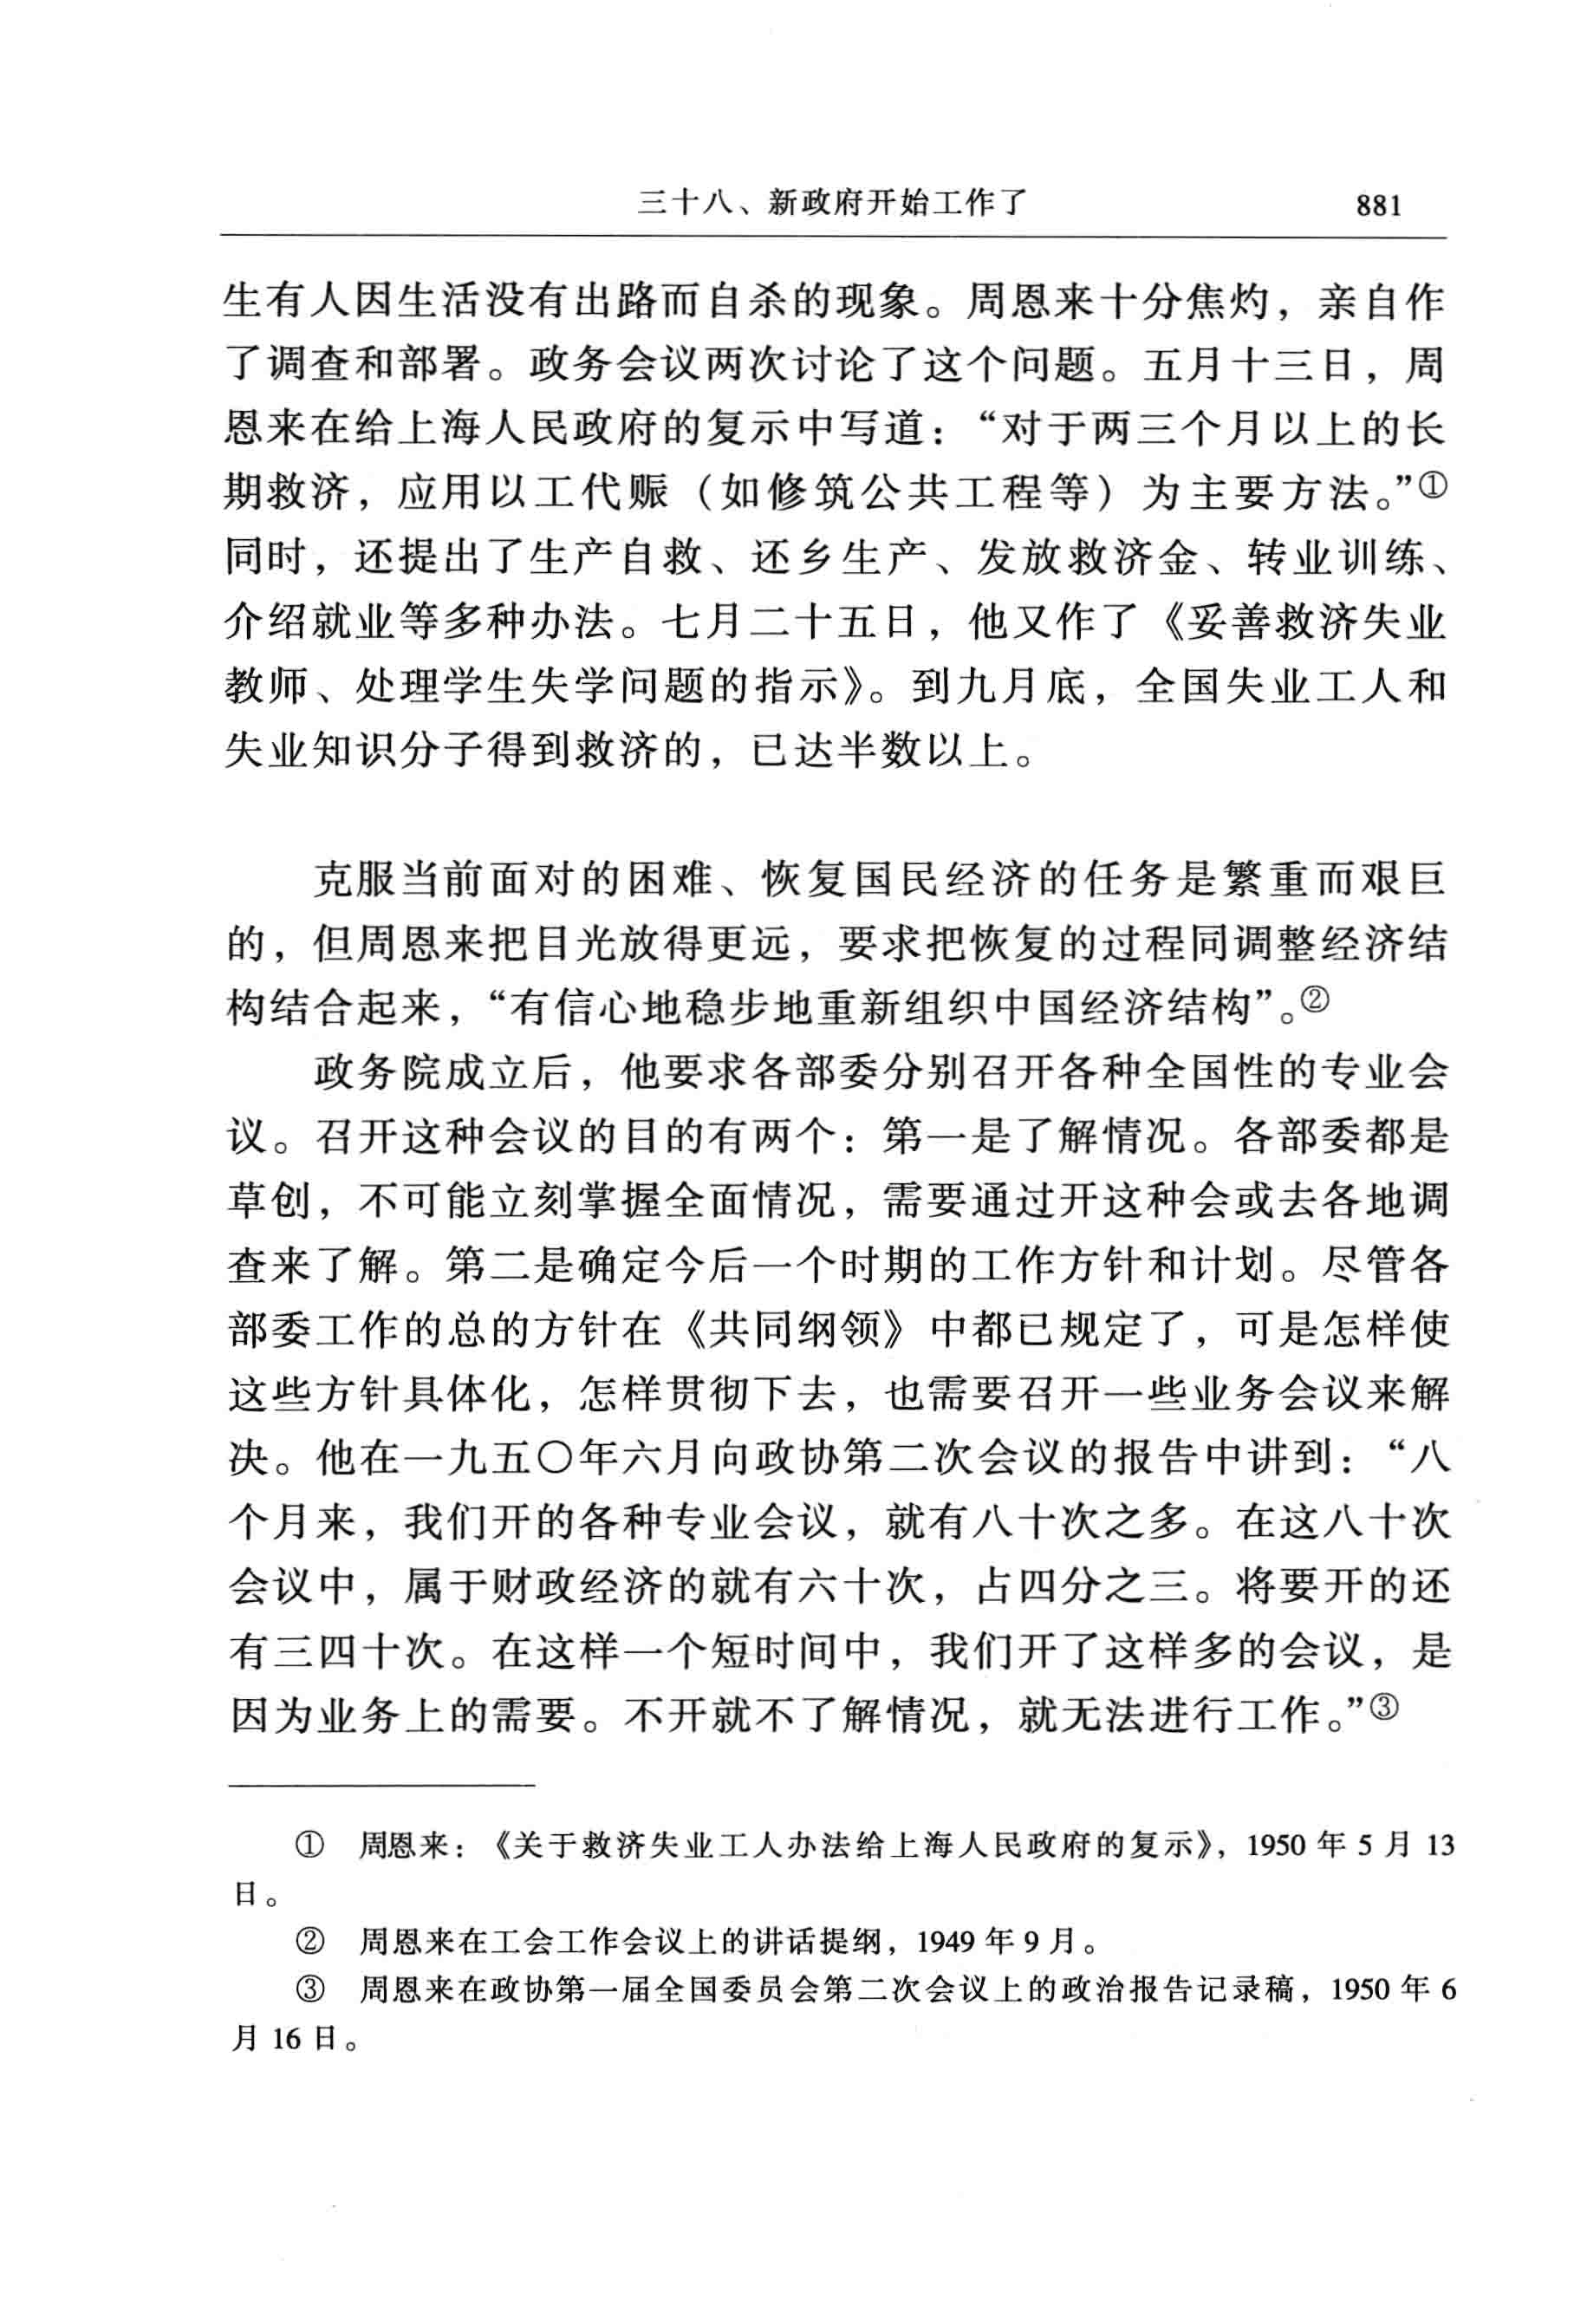 三十八、新政府开始工作了 881
生有人因生活没有出路而自杀的现象。周恩来十分焦灼，亲自作
了调查和部署。政务会议两次讨论了这个问题。五月十三日，周
恩来在给上海人民政府的复示中写道：“对于两三个月以上的长
期救济，应用以工代赈（如修筑公共工程等）为主要方法。”①
同时，还提出了生产自救、还乡生产、发放救济金、转业训练、
介绍就业等多种办法。七月二十五日，他又作了《妥善救济失业
教师、处理学生失学问题的指示》。到九月底，全国失业工人和
失业知识分子得到救济的，已达半数以上。
克服当前面对的困难、恢复国民经济的任务是繁重而艰巨
的，但周恩来把目光放得更远，要求把恢复的过程同调整经济结
构结合起来，“有信心地稳步地重新组织中国经济结构”。②
政务院成立后，他要求各部委分别召开各种全国性的专业会
议。召开这种会议的目的有两个：第一是了解情况。各部委都是
草创，不可能立刻掌握全面情况，需要通过开这种会或去各地调
查来了解。第二是确定今后一个时期的工作方针和计划。尽管各
部委工作的总的方针在《共同纲领》中都已规定了，可是怎样使
这些方针具体化，怎样贯彻下去，也需要召开一些业务会议来解
决。他在一九五〇年六月向政协第二次会议的报告中讲到：“八
个月来，我们开的各种专业会议，就有八十次之多。在这八十次
会议中，属于财政经济的就有六十次，占四分之三。将要开的还
有三四十次。在这样一个短时间中，我们开了这样多的会议，是
因为业务上的需要。不开就不了解情况，就无法进行工作。”③
① 周恩来：《关于救济失业工人办法给上海人民政府的复示》，1950 年 5 月 13
日。
② 周恩来在工会工作会议上的讲话提纲，1949 年 9 月。
③ 周恩来在政协第一届全国委员会第二次会议上的政治报告记录稿，1950 年 6
月 16 日。